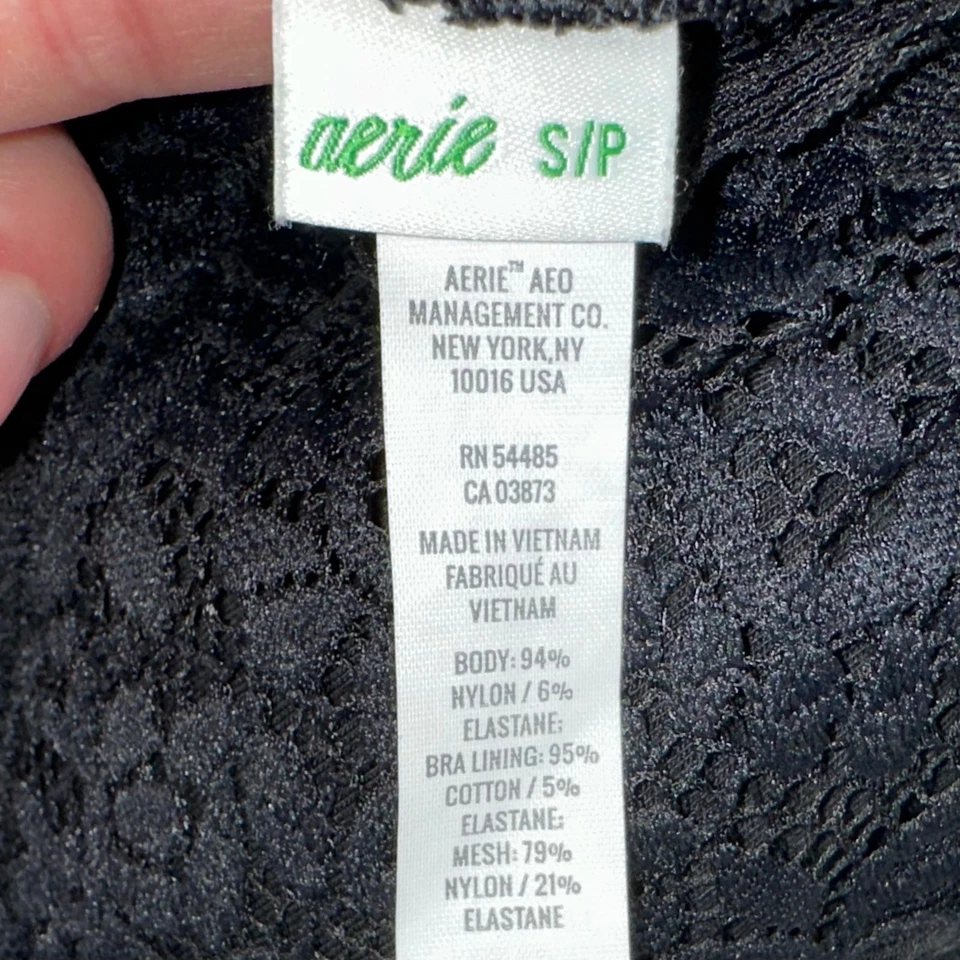 aerie S/P
AERIE™ AEO
MANAGEMENT CO.
NEW YORK,NY
10016 USA
RN 54485
CA 03873
MADE IN VIETNAM
FABRIQUÉ AU
VIETNAM
BODY: 94%
NYLON / 6%
ELASTANE:
BRA LINING: 95%
COTTON / 5%
ELASTANE:
MESH: 79%
NYLON / 21%
ELASTANE